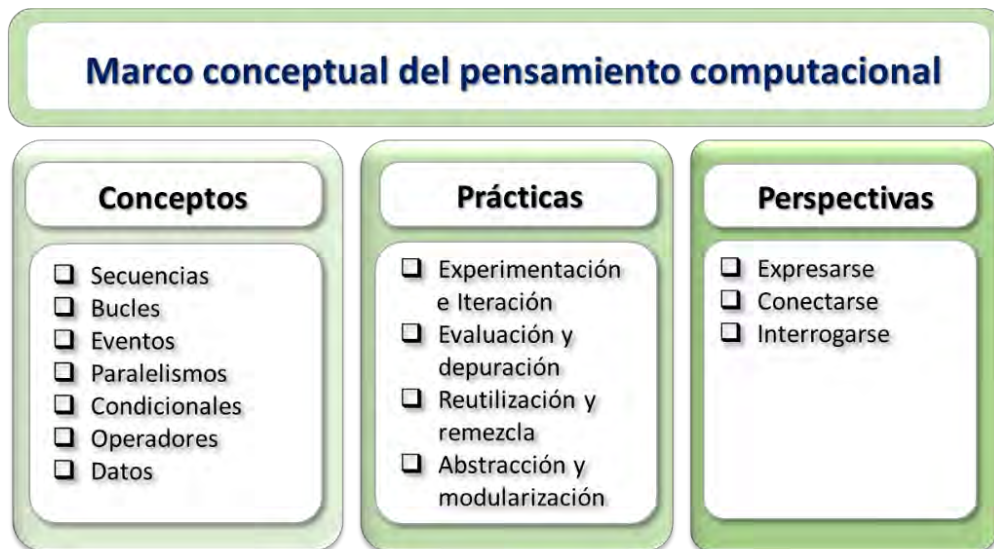 Marco conceptual del pensamiento computacional
Conceptos
Secuencias
Bucles
Eventos
Paralelismos
Condicionales
Operadores
Datos
Prácticas
Experimentación
e Iteración
Evaluación y
depuración
Reutilización y
remezcla
Abstracción y
modularización
Perspectivas
Expresarse
Conectarse
Interrogarse